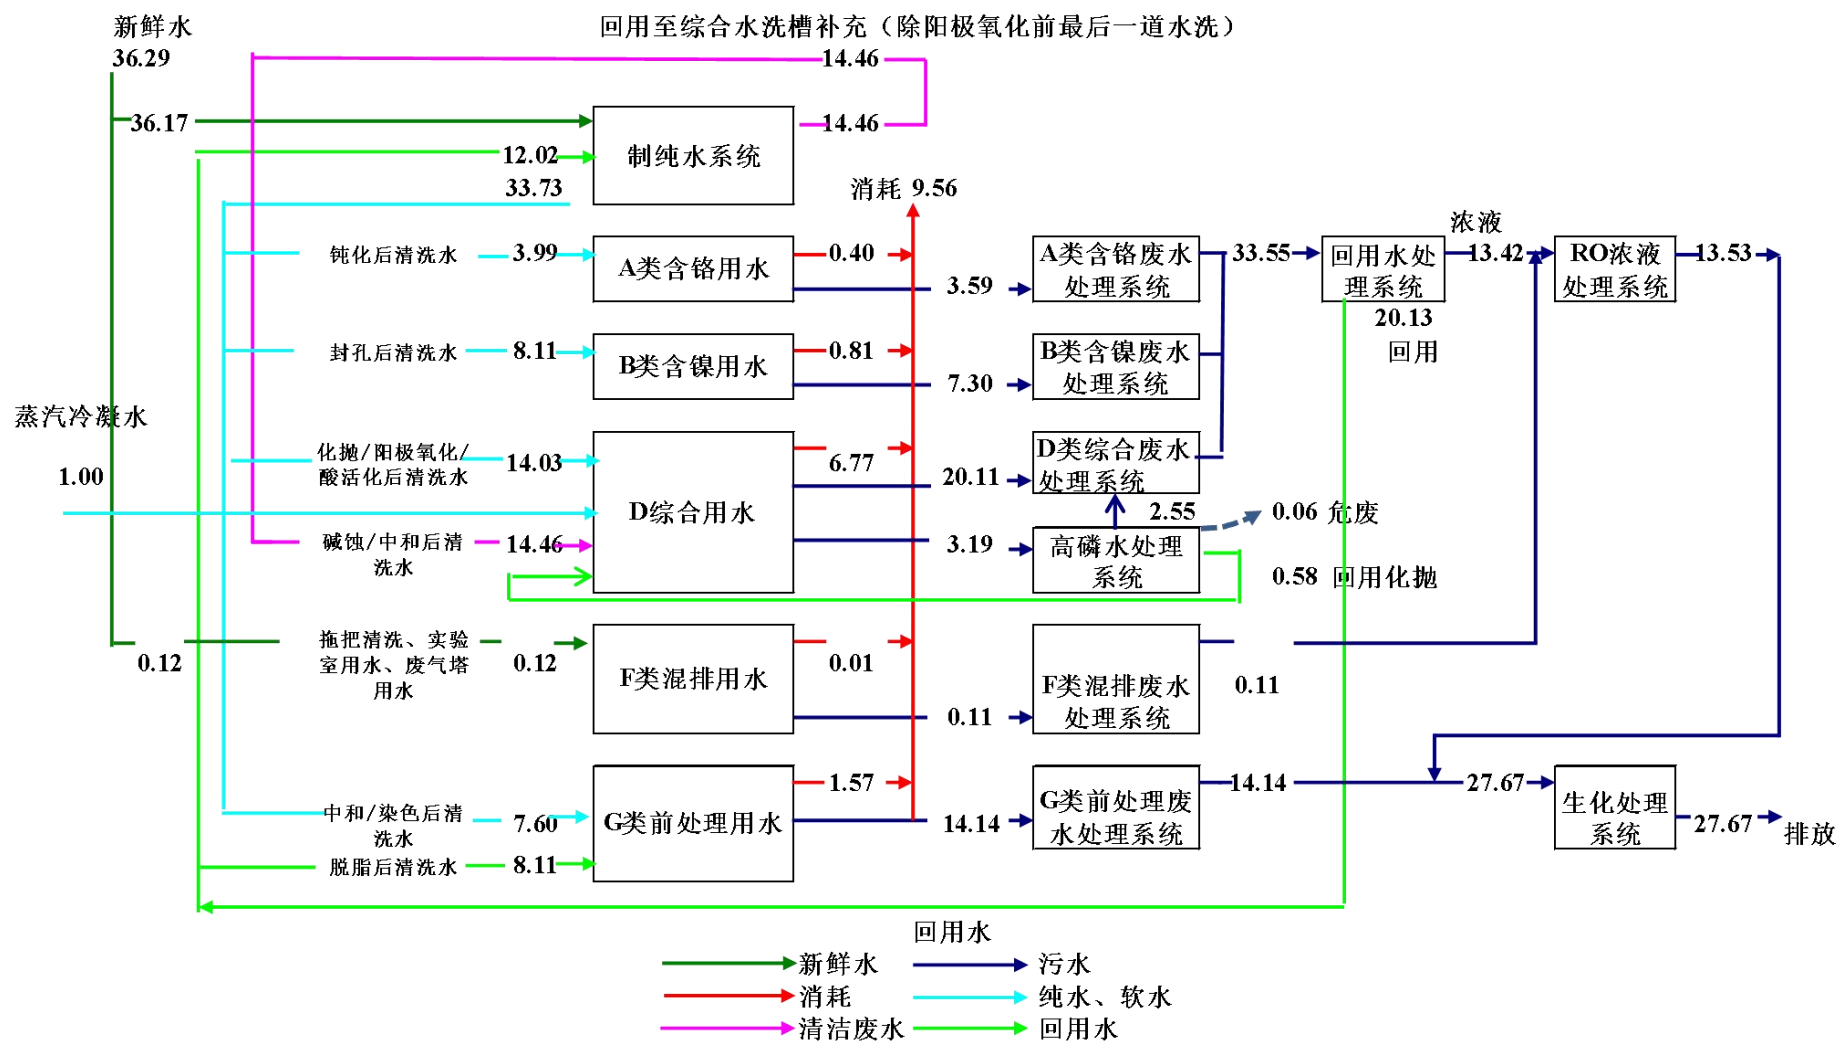 新鲜水
36.29
回用至综合水洗槽补充（除阳极氧化前最后一道水洗）
14.46
36.17
14.46
制纯水系统
12.02
33.73
消耗 9.56
钝化后清洗水
3.99
A类含铬用水
0.40
3.59
A类含铬废水
处理系统
33.55
回用水处
理系统
浓液
13.42
RO浓液
处理系统
13.53
20.13
回用
封孔后清洗水
8.11
B类含镍用水
0.81
7.30
B类含镍废水
处理系统
蒸汽冷凝水
1.00
化抛/阳极氧化/
酸活化后清洗水
14.03
D综合用水
6.77
20.11
D类综合废水
处理系统
2.55
0.06 危废
碱蚀/中和后清
洗水
14.46
3.19
高磷水处理
系统
0.58 回用化抛
0.12
拖把清洗、实验
室用水、废气塔
用水
0.12
F类混排用水
0.01
0.11
F类混排废水
处理系统
0.11
中和/染色后清
洗水
7.60
G类前处理用水
1.57
14.14
G类前处理废
水处理系统
14.14
27.67
生化处理
系统
27.67
排放
脱脂后清洗水
8.11
回用水
新鲜水
污水
消耗
纯水、软水
清洁废水
回用水